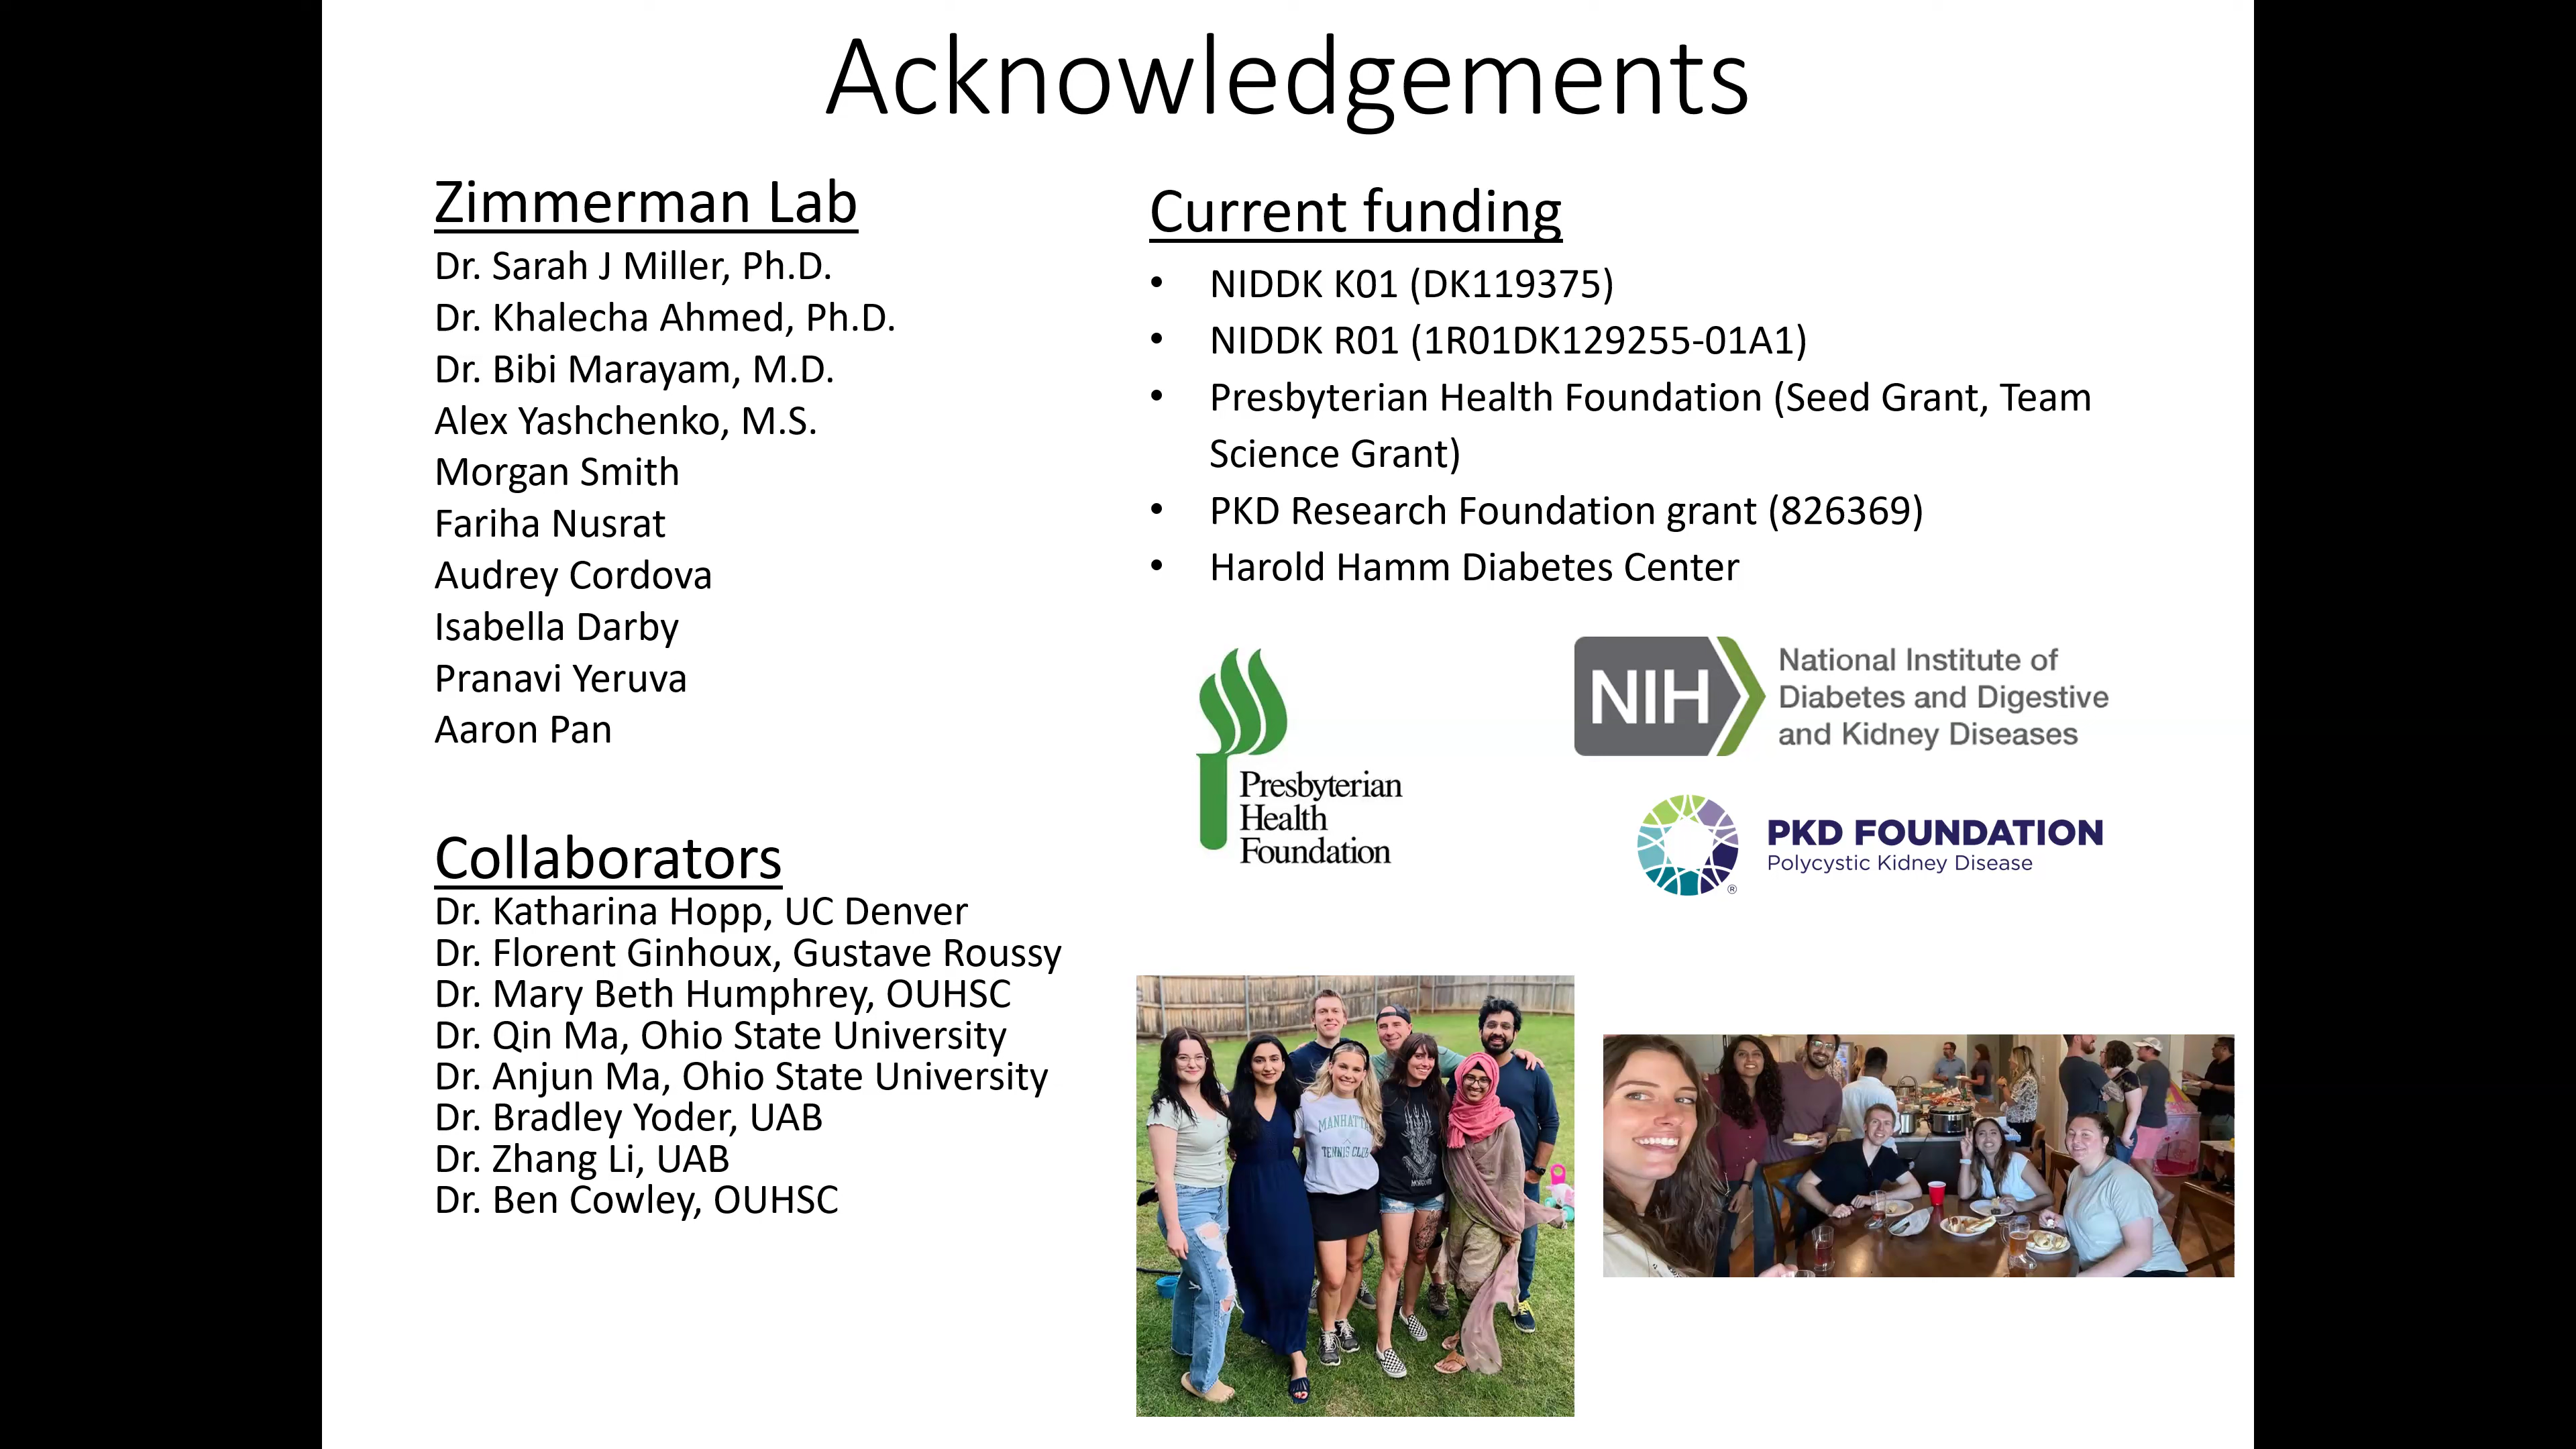 Acknowledgements
Zimmerman Lab
Dr. Sarah J Miller, Ph.D.
Dr. Khalecha Ahmed, Ph.D.
Dr. Bibi Marayam, M.D.
Alex Yashchenko, M.S.
Morgan Smith
Fariha Nusrat
Audrey Cordova
Isabella Darby
Pranavi Yeruva
Aaron Pan
Collaborators
Dr. Katharina Hopp, UC Denver
Dr. Florent Ginhoux, Gustave Roussy
Dr. Mary Beth Humphrey, OUHSC
Dr. Qin Ma, Ohio State University
Dr. Anjun Ma, Ohio State University
Dr. Bradley Yoder, UAB
Dr. Zhang Li, UAB
Dr. Ben Cowley, OUHSC
Current funding
• NIDDK K01 (DK119375)
• NIDDK R01 (1R01DK129255-01A1)
• Presbyterian Health Foundation (Seed Grant, Team
Science Grant)
• PKD Research Foundation grant (826369)
• Harold Hamm Diabetes Center
Presbyterian
Health
Foundation
NIH
National Institute of
Diabetes and Digestive
and Kidney Diseases
PKD FOUNDATION
Polycystic Kidney Disease
®
TENNIS CLUB